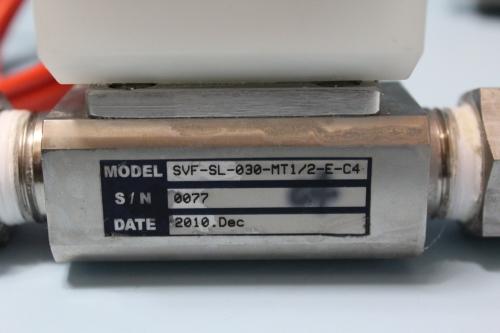 MODEL SVF-SL-030-MT1/2-E-C4
S/N 0077
DATE 2010.Dec